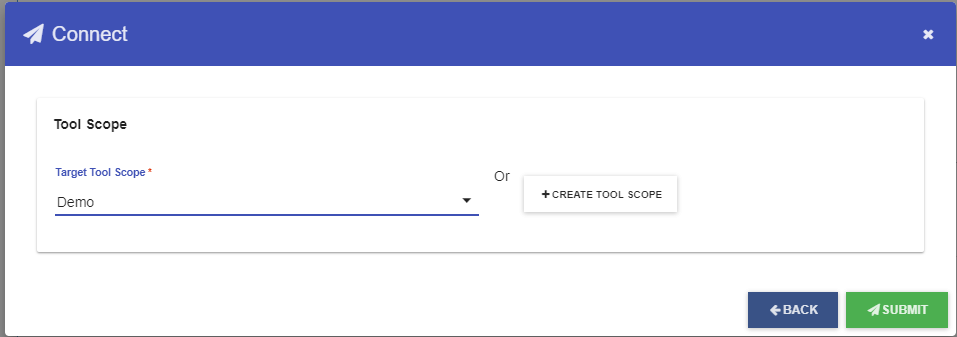 Connect
Tool Scope
Target Tool Scope *
Demo
Or
CREATE TOOL SCOPE
BACK
SUBMIT